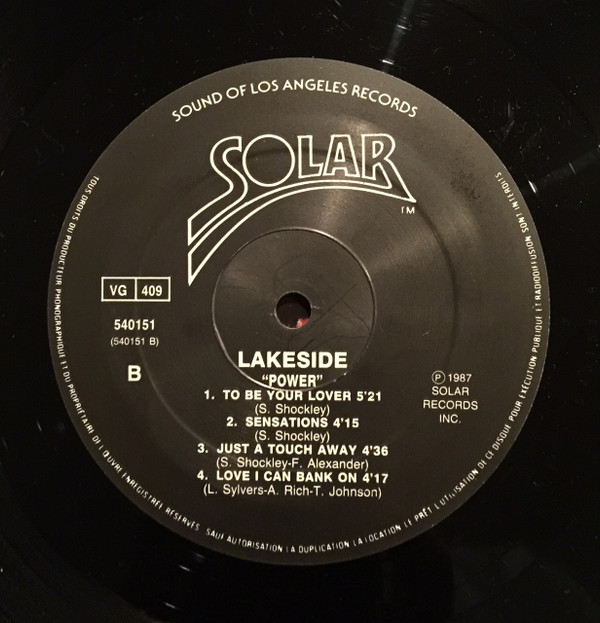 SOUND OF LOS ANGELES RECORDS
SOLAR
TM
VG 409
540151
(540151 B)
B
LAKESIDE
"POWER"
1. TO BE YOUR LOVER 5'21
(S. Shockley)
2. SENSATIONS 4'15
(S. Shockley)
3. JUST A TOUCH AWAY 4'36
(S. Shockley-F. Alexander)
4. LOVE I CAN BANK ON 4'17
(L. Sylvers-A. Rich-T. Johnson)
Ⓟ 1987
SOLAR
RECORDS
INC.
TOUS DROITS DU PRODUCTEUR PHONOGRAPHIQUE ET DU PROPRIÉTAIRE DE L'ŒUVRE ENREGISTRÉE RÉSERVÉS. SAUF AUTORISATION LA DUPLICATION LA LOCATION LE PRÊT L'UTILISATION DE CE DISQUE POUR EXÉCUTION PUBLIQUE ET RADIODIFFUSION SONT INTERDITS